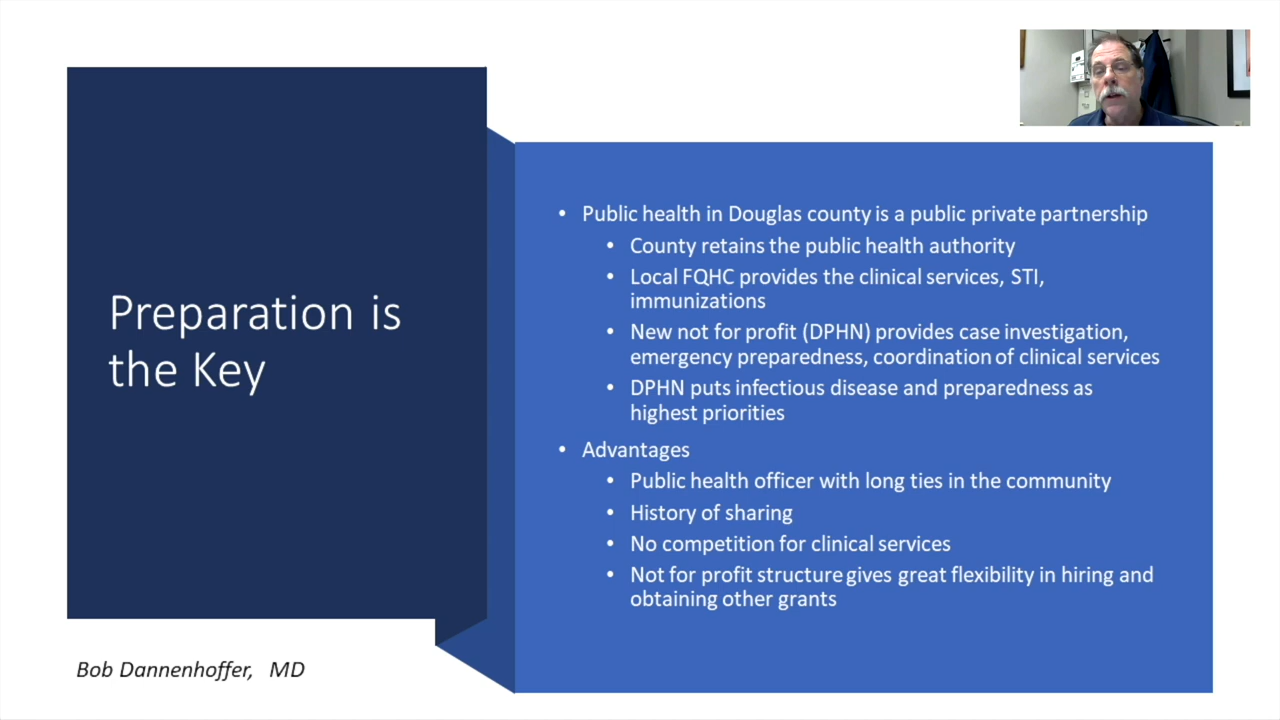 Preparation is
the Key
• Public health in Douglas county is a public private partnership
• County retains the public health authority
• Local FQHC provides the clinical services, STI,
immunizations
• New not for profit (DPHN) provides case investigation,
emergency preparedness, coordination of clinical services
• DPHN puts infectious disease and preparedness as
highest priorities
• Advantages
• Public health officer with long ties in the community
• History of sharing
• No competition for clinical services
• Not for profit structure gives great flexibility in hiring and
obtaining other grants
Bob Dannenhoffer, MD